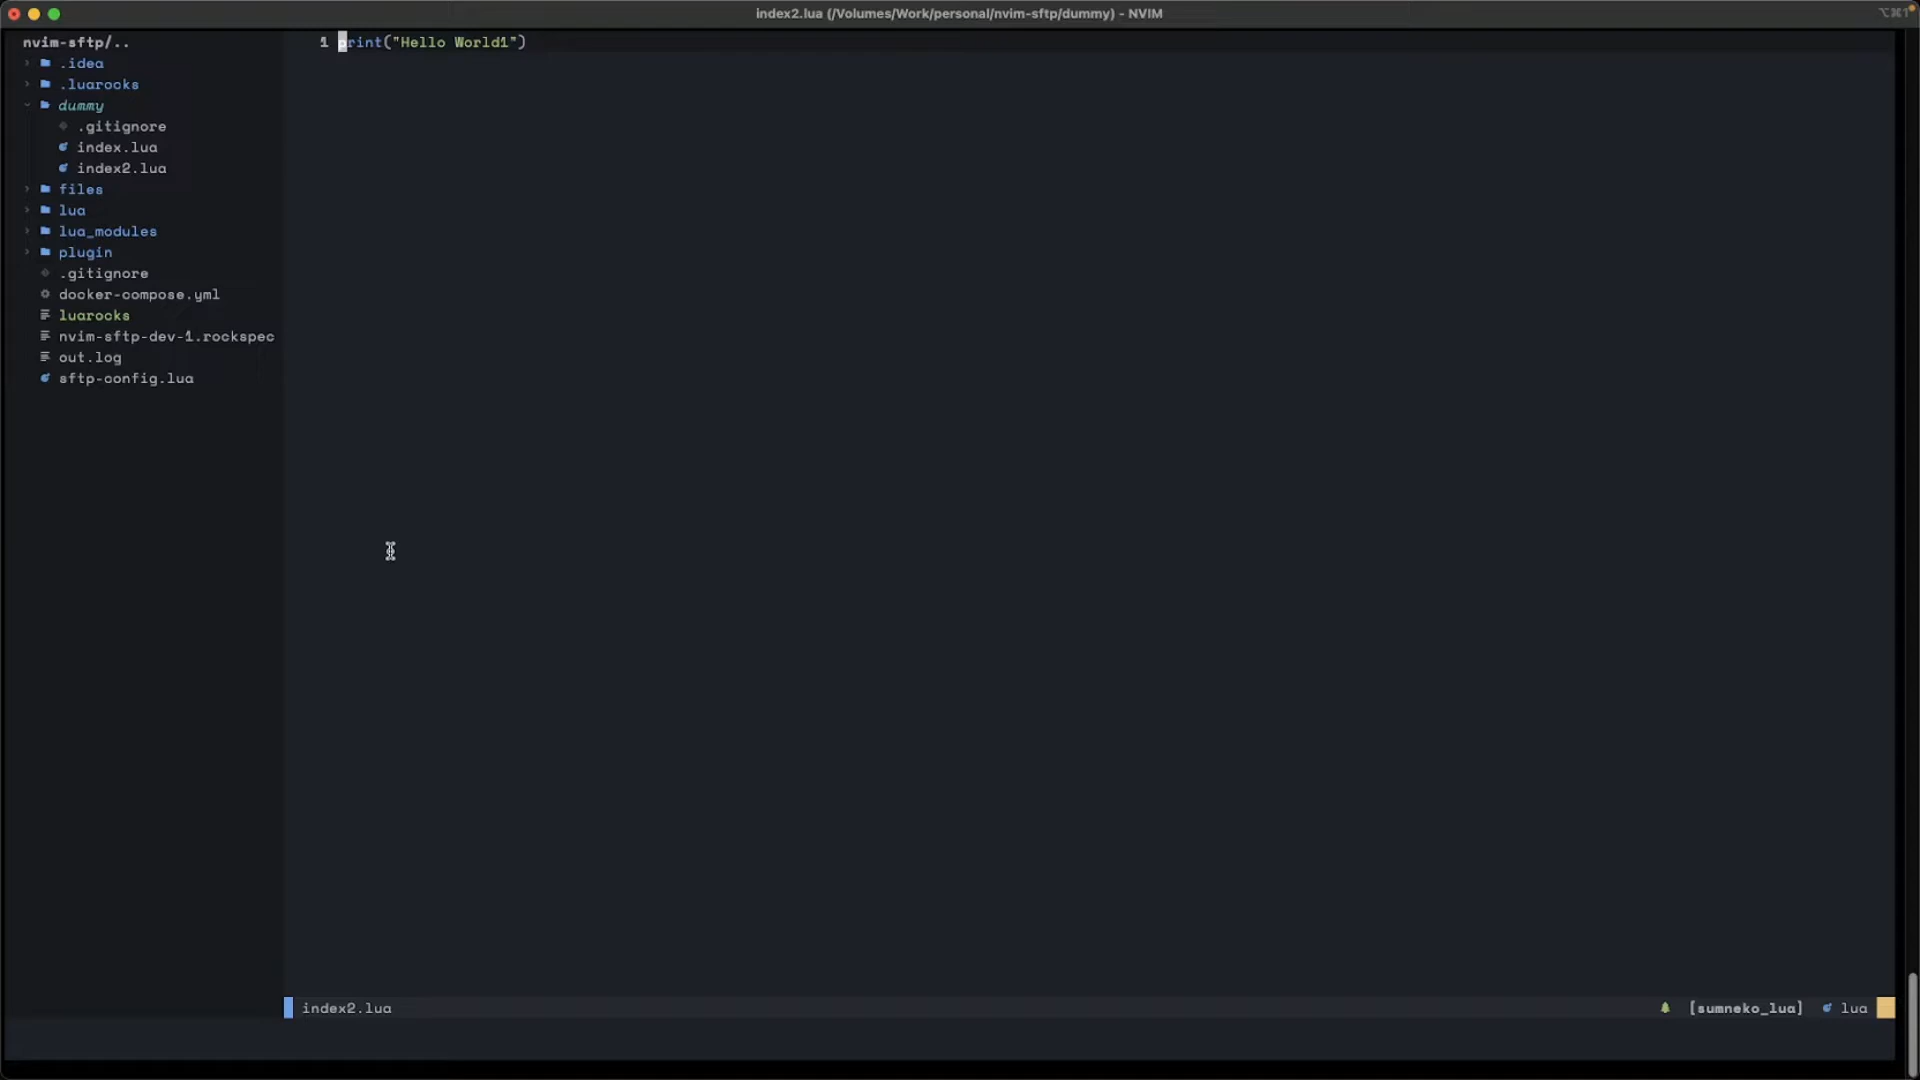 index2.lua (/Volumes/Work/personal/nvim-sftp/dummy) - NVIM
nvim-sftp/..
.idea
.luarocks
dummy
.gitignore
index.lua
index2.lua
files
lua
lua_modules
plugin
.gitignore
docker-compose.yml
luarocks
nvim-sftp-dev-1.rockspec
out.log
sftp-config.lua
1 print("Hello World1")
index2.lua
[sumneko_lua] lua